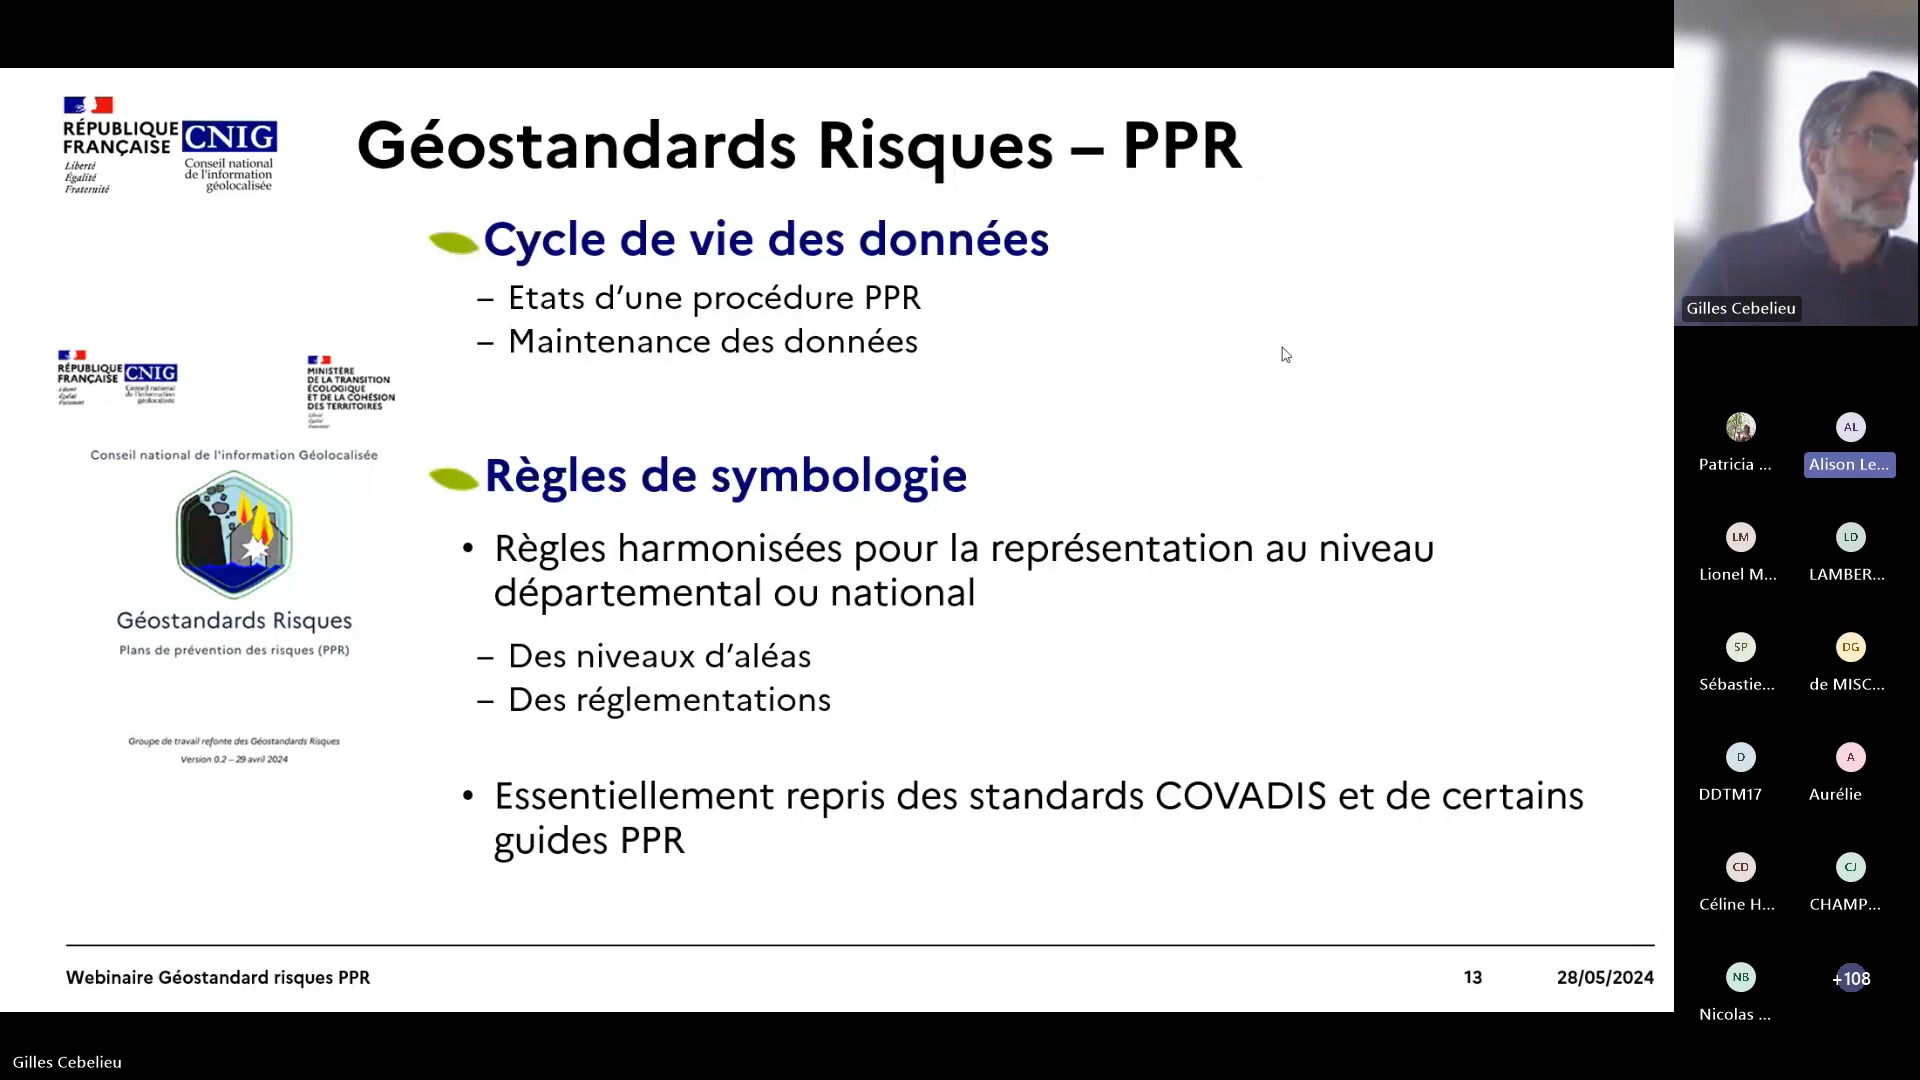 RÉPUBLIQUE
FRANÇAISE
Liberté
Égalité
Fraternité
CNIG
Conseil national
de l'information
géolocalisée
Géostandards Risques – PPR
Cycle de vie des données
– Etats d’une procédure PPR
– Maintenance des données
RÉPUBLIQUE
FRANÇAISE
CNIG
Conseil national
de l'information
géolocalisée
MINISTÈRE
DE LA TRANSITION
ÉCOLOGIQUE
ET DE LA COHÉSION
DES TERRITOIRES
Conseil national de l'information Géolocalisée
Géostandards Risques
Plans de prévention des risques (PPR)
Groupe de travail refonte des Géostandards Risques
Version 0.2 – 29 avril 2024
Règles de symbologie
• Règles harmonisées pour la représentation au niveau
départemental ou national
– Des niveaux d’aléas
– Des réglementations
• Essentiellement repris des standards COVADIS et de certains
guides PPR
Webinaire Géostandard risques PPR
13
28/05/2024
Gilles Cebelieu
Patricia ...
AL
Alison Le...
LM
Lionel M...
LD
LAMBER...
SP
Sébastie...
DG
de MISC...
D
DDTM17
A
Aurélie
CD
Céline H...
CJ
CHAMP...
NB
Nicolas ...
+108
Gilles Cebelieu